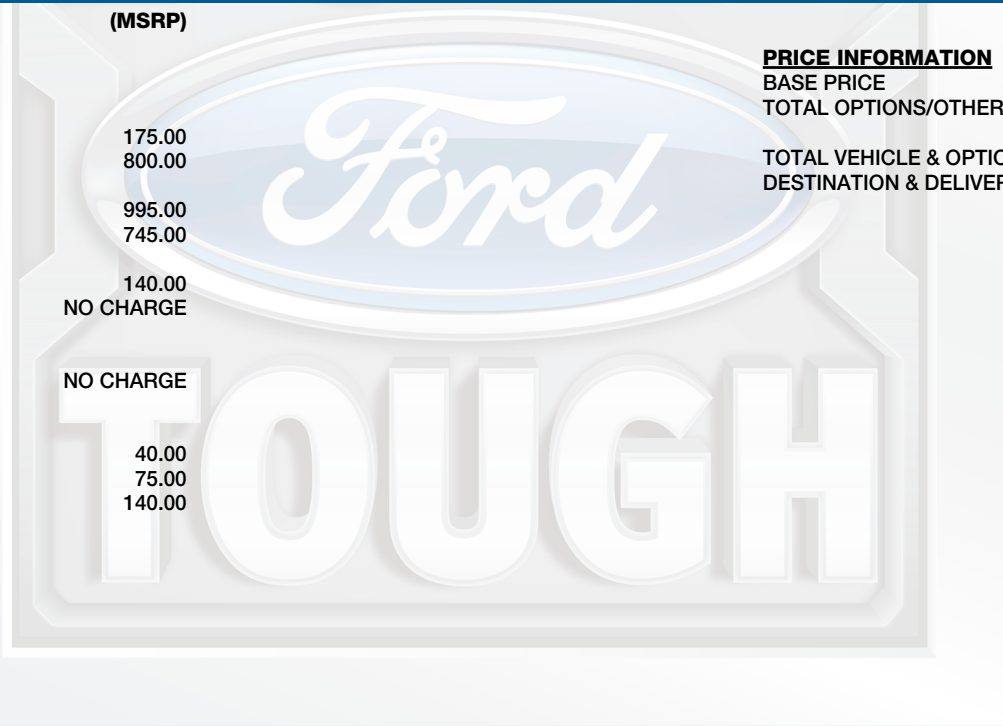 (MSRP)
175.00
800.00
995.00
745.00
140.00
NO CHARGE
NO CHARGE
40.00
75.00
140.00
PRICE INFORMATION
BASE PRICE
TOTAL OPTIONS/OTHER
TOTAL VEHICLE & OPTIO
DESTINATION & DELIVER
Ford
TOUGH